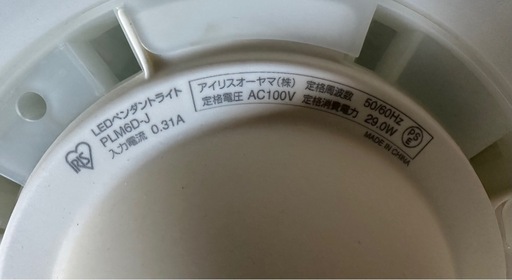 IRIS
LEDペンダントライト
PLM6D-J
入力電流 0.31A
アイリスオーヤマ(株)
定格電圧 AC100V
定格周波数 50/60Hz
定格消費電力 29.0W
PSE
MADE IN CHINA